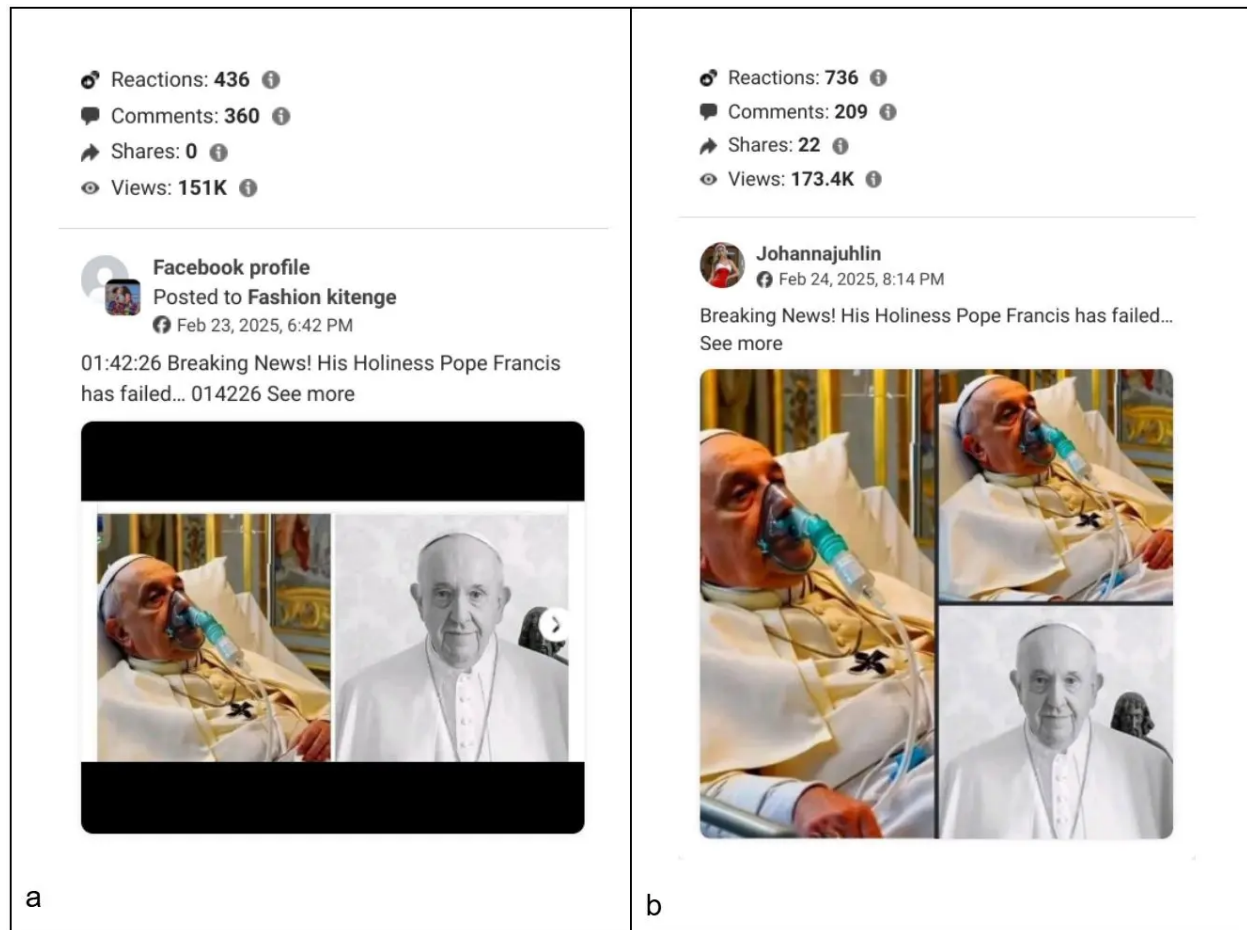 Reactions: 436
Comments: 360
Shares: 0
Views: 151K
Facebook profile
Posted to Fashion kitenge
Feb 23, 2025, 6:42 PM
01:42:26 Breaking News! His Holiness Pope Francis
has failed... 014226 See more
a
Reactions: 736
Comments: 209
Shares: 22
Views: 173.4K
Johannajuhlin
Feb 24, 2025, 8:14 PM
Breaking News! His Holiness Pope Francis has failed...
See more
b